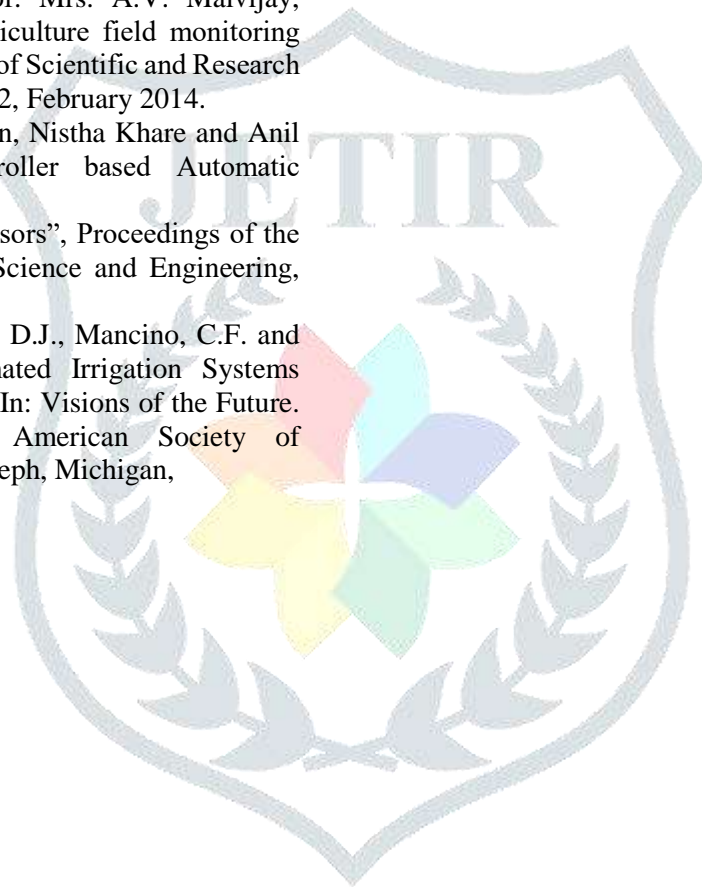 Mrs. A.V. Malvijay,
iculture field monitoring
of Scientific and Research
2, February 2014.
n, Nistha Khare and Anil
roller based Automatic
sors”, Proceedings of the
Science and Engineering,
D.J., Mancino, C.F. and
ated Irrigation Systems
In: Visions of the Future.
American Society of
eph, Michigan,
JETIR